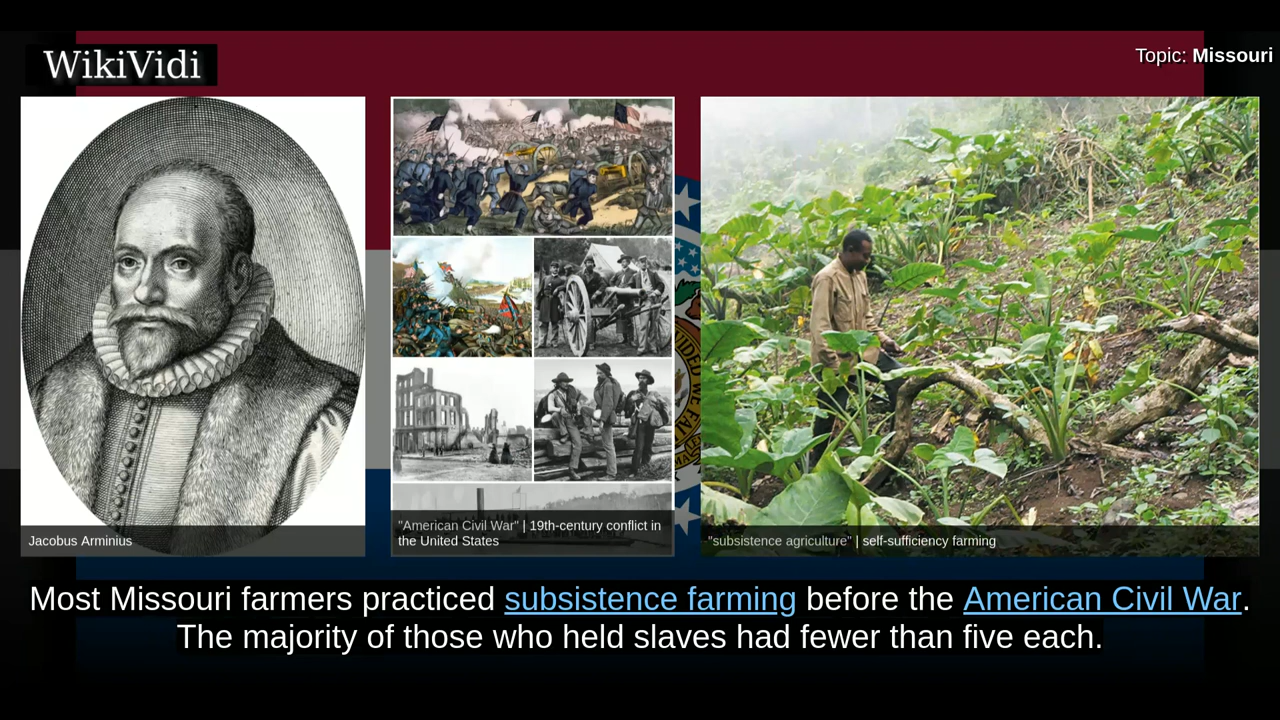 WikiVidi
Topic: Missouri
Jacobus Arminius
"American Civil War" | 19th-century conflict in
the United States
"subsistence agriculture" | self-sufficiency farming
Most Missouri farmers practiced subsistence farming before the American Civil War.
The majority of those who held slaves had fewer than five each.